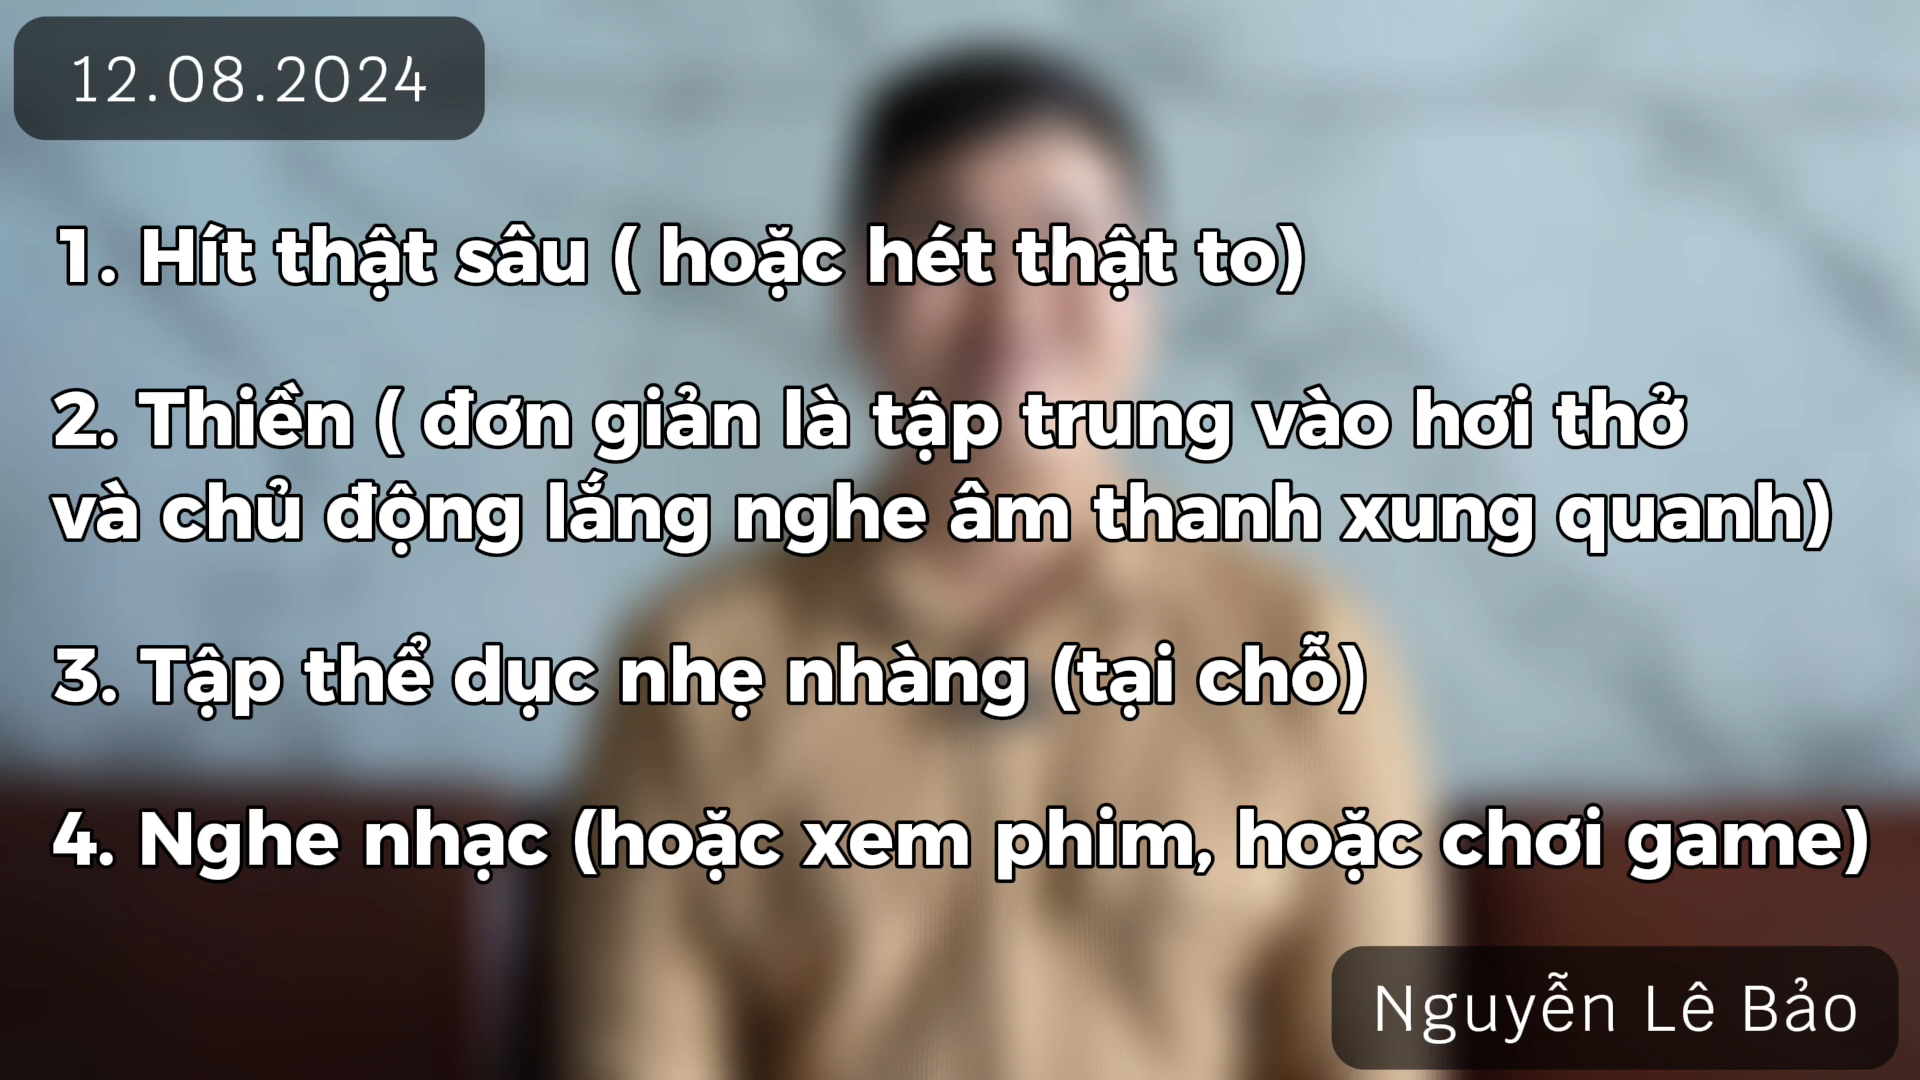 12.08.2024
1. Hít thật sâu ( hoặc hét thật to)
2. Thiền ( đơn giản là tập trung vào hơi thở
và chủ động lắng nghe âm thanh xung quanh)
3. Tập thể dục nhẹ nhàng (tại chỗ)
4. Nghe nhạc (hoặc xem phim, hoặc chơi game)
Nguyễn Lê Bảo